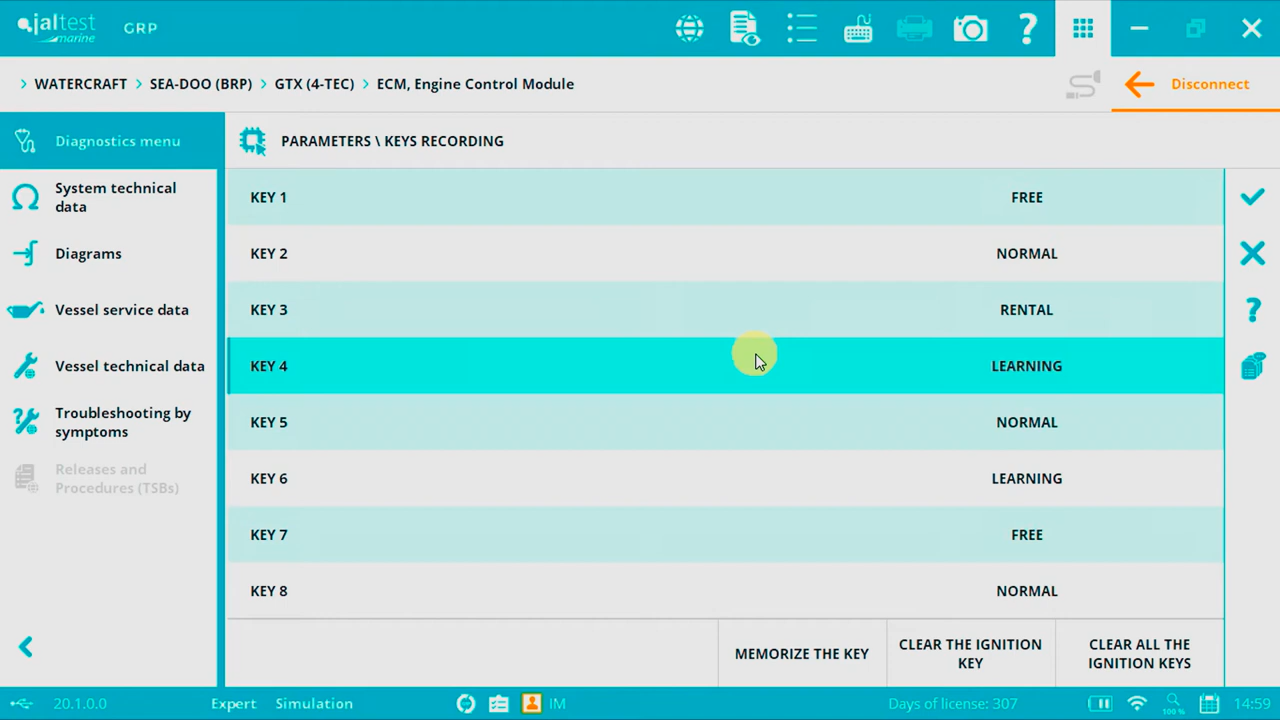 jaltest
marine
GRP
?
WATERCRAFT > SEA-DOO (BRP) > GTX (4-TEC) > ECM, Engine Control Module
Disconnect
Diagnostics menu
PARAMETERS \ KEYS RECORDING
System technical
data
Diagrams
Vessel service data
Vessel technical data
Troubleshooting by
symptoms
Releases and
Procedures (TSBs)
KEY 1 FREE
KEY 2 NORMAL
KEY 3 RENTAL
KEY 4 LEARNING
KEY 5 NORMAL
KEY 6 LEARNING
KEY 7 FREE
KEY 8 NORMAL
?
MEMORIZE THE KEY
CLEAR THE IGNITION
KEY
CLEAR ALL THE
IGNITION KEYS
20.1.0.0 Expert Simulation IM Days of license: 307 100 % 14:59